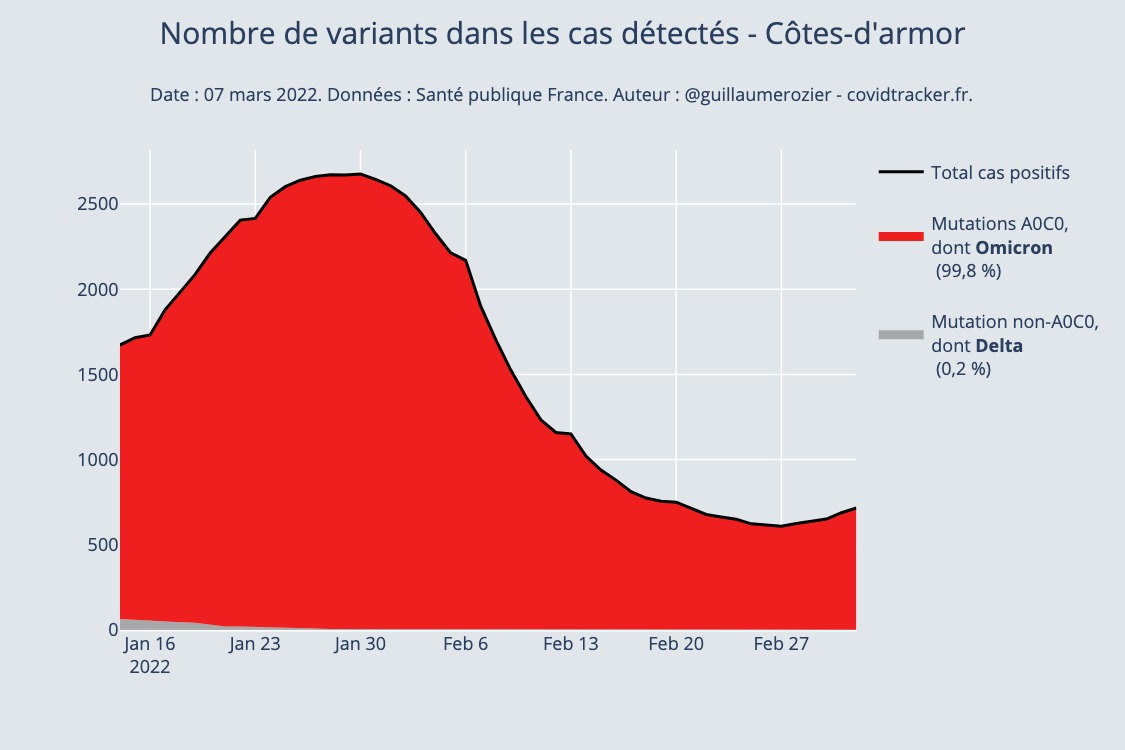 Nombre de variants dans les cas détectés - Côtes-d'armor
Date : 07 mars 2022. Données : Santé publique France. Auteur : @guillaumerozier - covidtracker.fr.
Total cas positifs
Mutations A0C0,
dont Omicron
(99,8 %)
Mutation non-A0C0,
dont Delta
(0,2 %)
2500
2000
1500
1000
500
0
Jan 16 Jan 23 Jan 30 Feb 6 Feb 13 Feb 20 Feb 27
2022